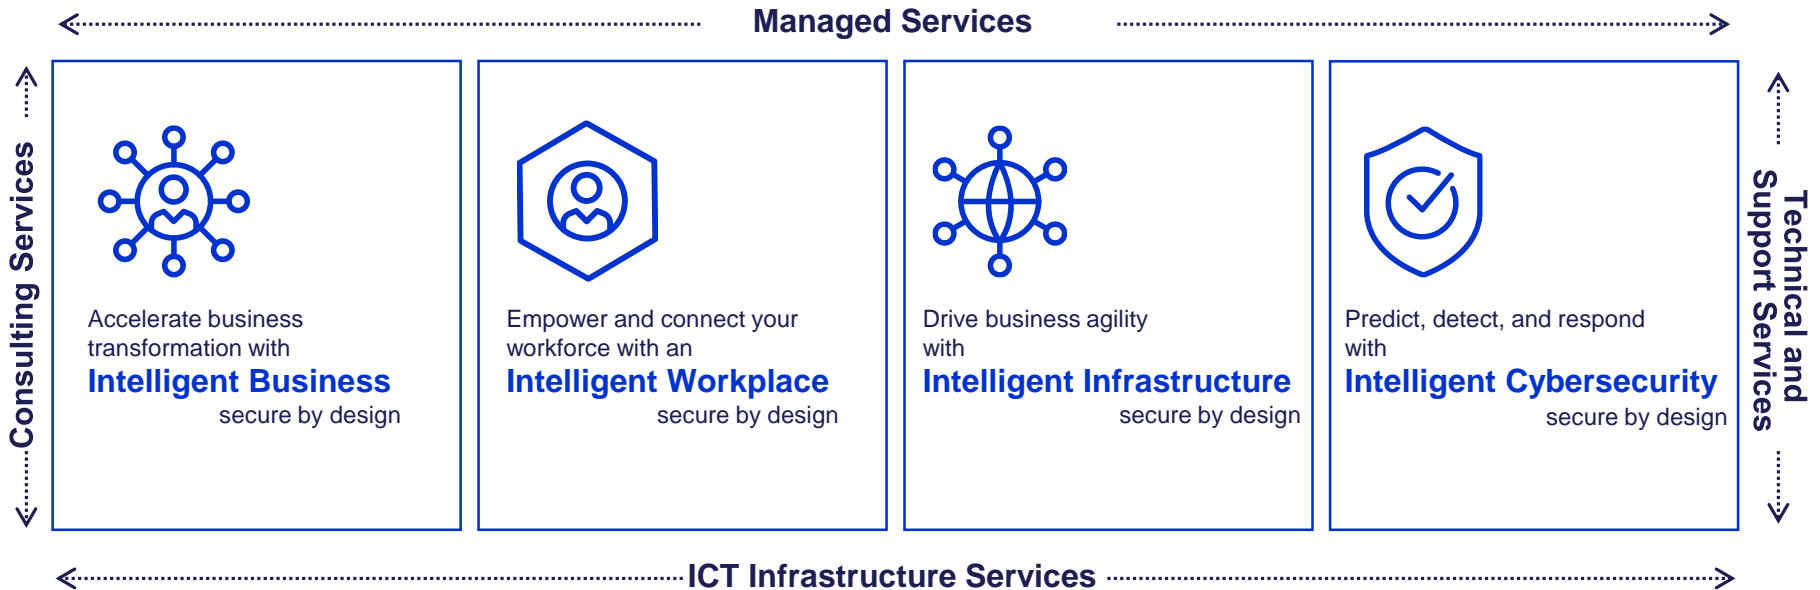 Managed Services
Consulting Services
Accelerate business
transformation with
Intelligent Business
secure by design
Empower and connect your
workforce with an
Intelligent Workplace
secure by design
Drive business agility
with
Intelligent Infrastructure
secure by design
Predict, detect, and respond
with
Intelligent Cybersecurity
secure by design
Technical and
Support Services
ICT Infrastructure Services